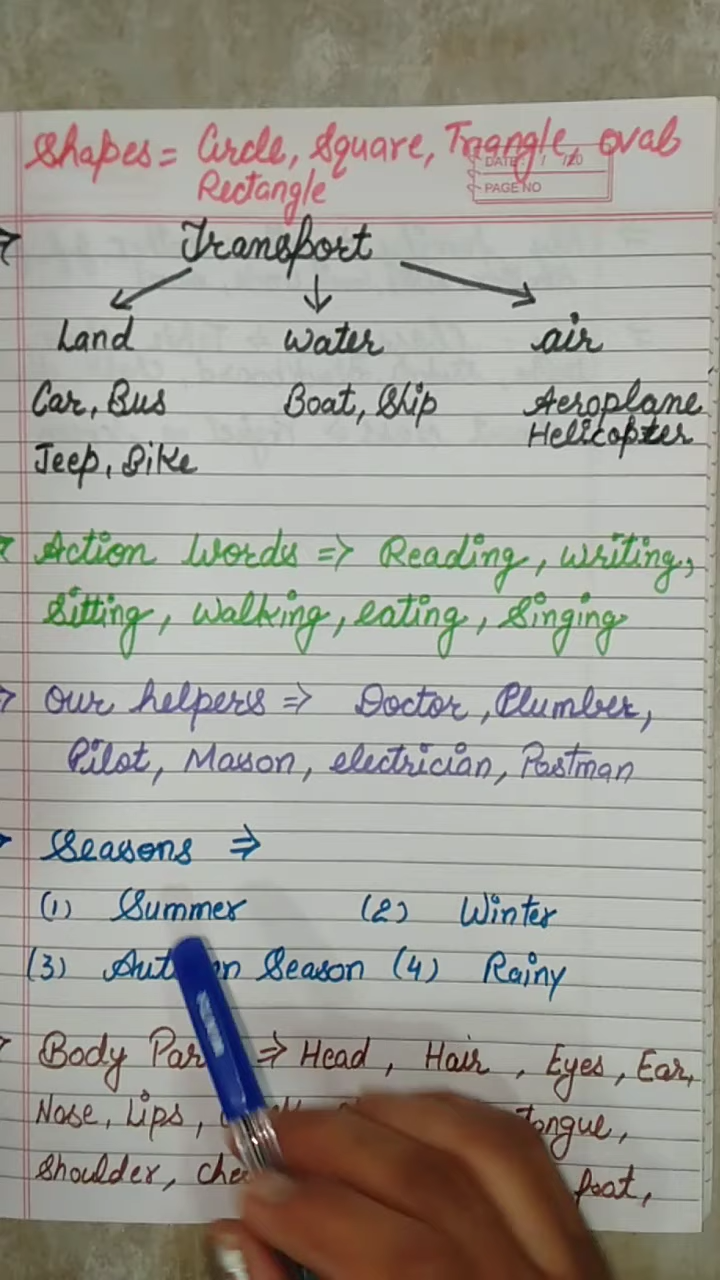 Shapes = Circle, Square, Triangle, oval
DATE: / /20
Rectangle
PAGE NO
Transport
Land Water air
Car, Bus Boat, Ship Aeroplane
Helicopter
Jeep, Bike
Action Words => Reading, writing,
Sitting, Walking, eating, Singing
Our helpers => Doctor, Plumber,
Pilot, Mason, electrician, Postman
Seasons =>
(1) Summer (2) Winter
(3) Season (4) Rainy
Body => Head, Hair, Eyes, Ear,
Nose, Lips, tongue,
Shoulder, foot,